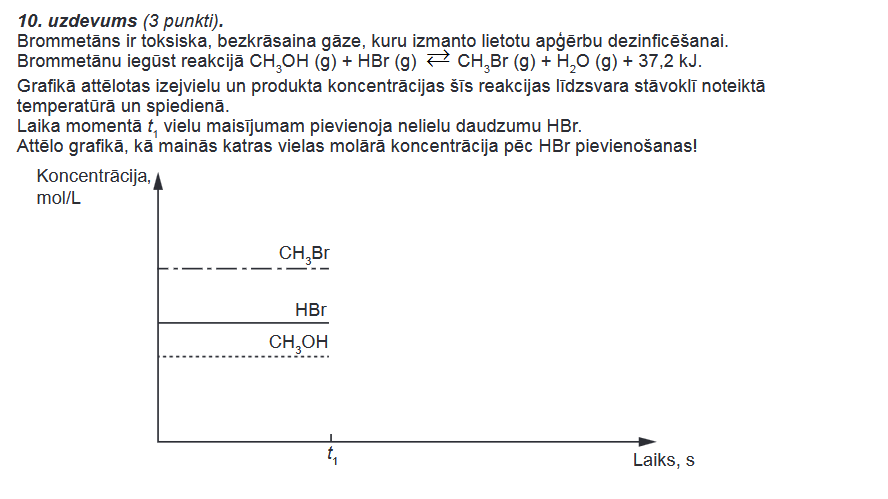 10. uzdevums (3 punkti).
Brommetāns ir toksiska, bezkrāsaina gāze, kuru izmanto lietotu apģērbu dezinficēšanai.
Brommetānu iegūst reakcijā CH₃OH (g) + HBr (g) ⇄ CH₃Br (g) + H₂O (g) + 37,2 kJ.
Grafikā attēlotas izejvielu un produkta koncentrācijas šīs reakcijas līdzsvara stāvoklī noteiktā
temperatūrā un spiedienā.
Laika momentā t₁ vielu maisījumam pievienoja nelielu daudzumu HBr.
Attēlo grafikā, kā mainās katras vielas molārā koncentrācija pēc HBr pievienošanas!
Koncentrācija,
mol/L
CH₃Br
HBr
CH₃OH
t₁
Laiks, s